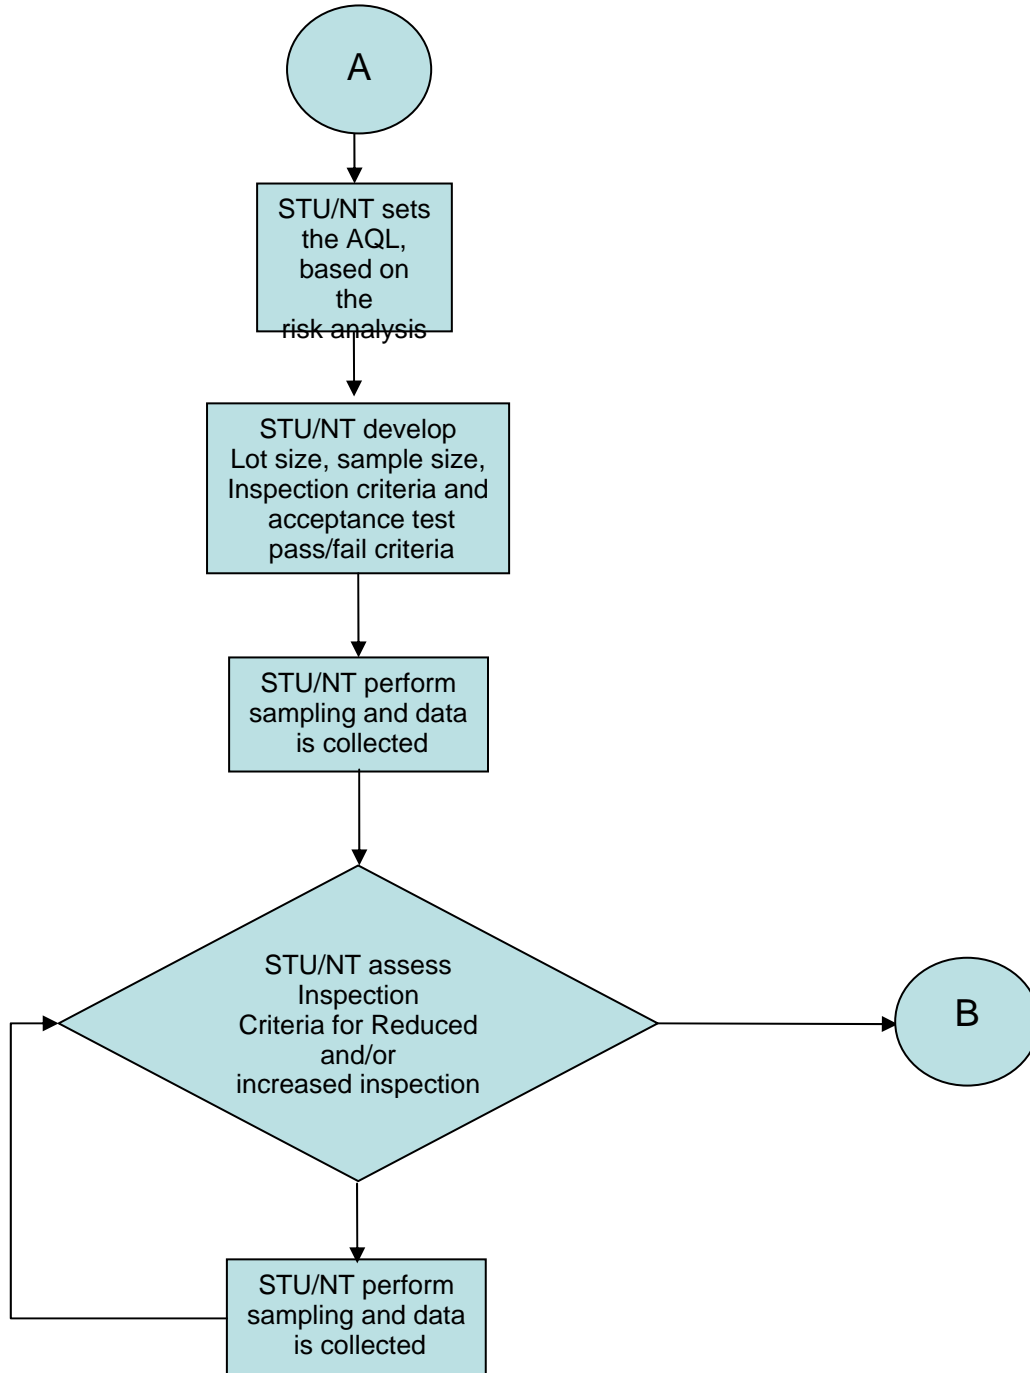 A
STU/NT sets
the AQL,
based on
the
risk analysis
STU/NT develop
Lot size, sample size,
Inspection criteria and
acceptance test
pass/fail criteria
STU/NT perform
sampling and data
is collected
STU/NT assess
Inspection
Criteria for Reduced
and/or
increased inspection
B
STU/NT perform
sampling and data
is collected